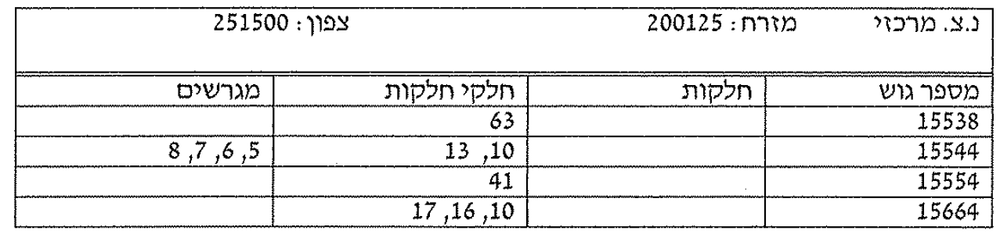 נ.צ. מרכזי מזרח: 200125 צפון: 251500
מספר גוש חלקות חלקי חלקות מגרשים
15538 63
15544 10, 13 5, 6, 7, 8
15554 41
15664 10, 16, 17